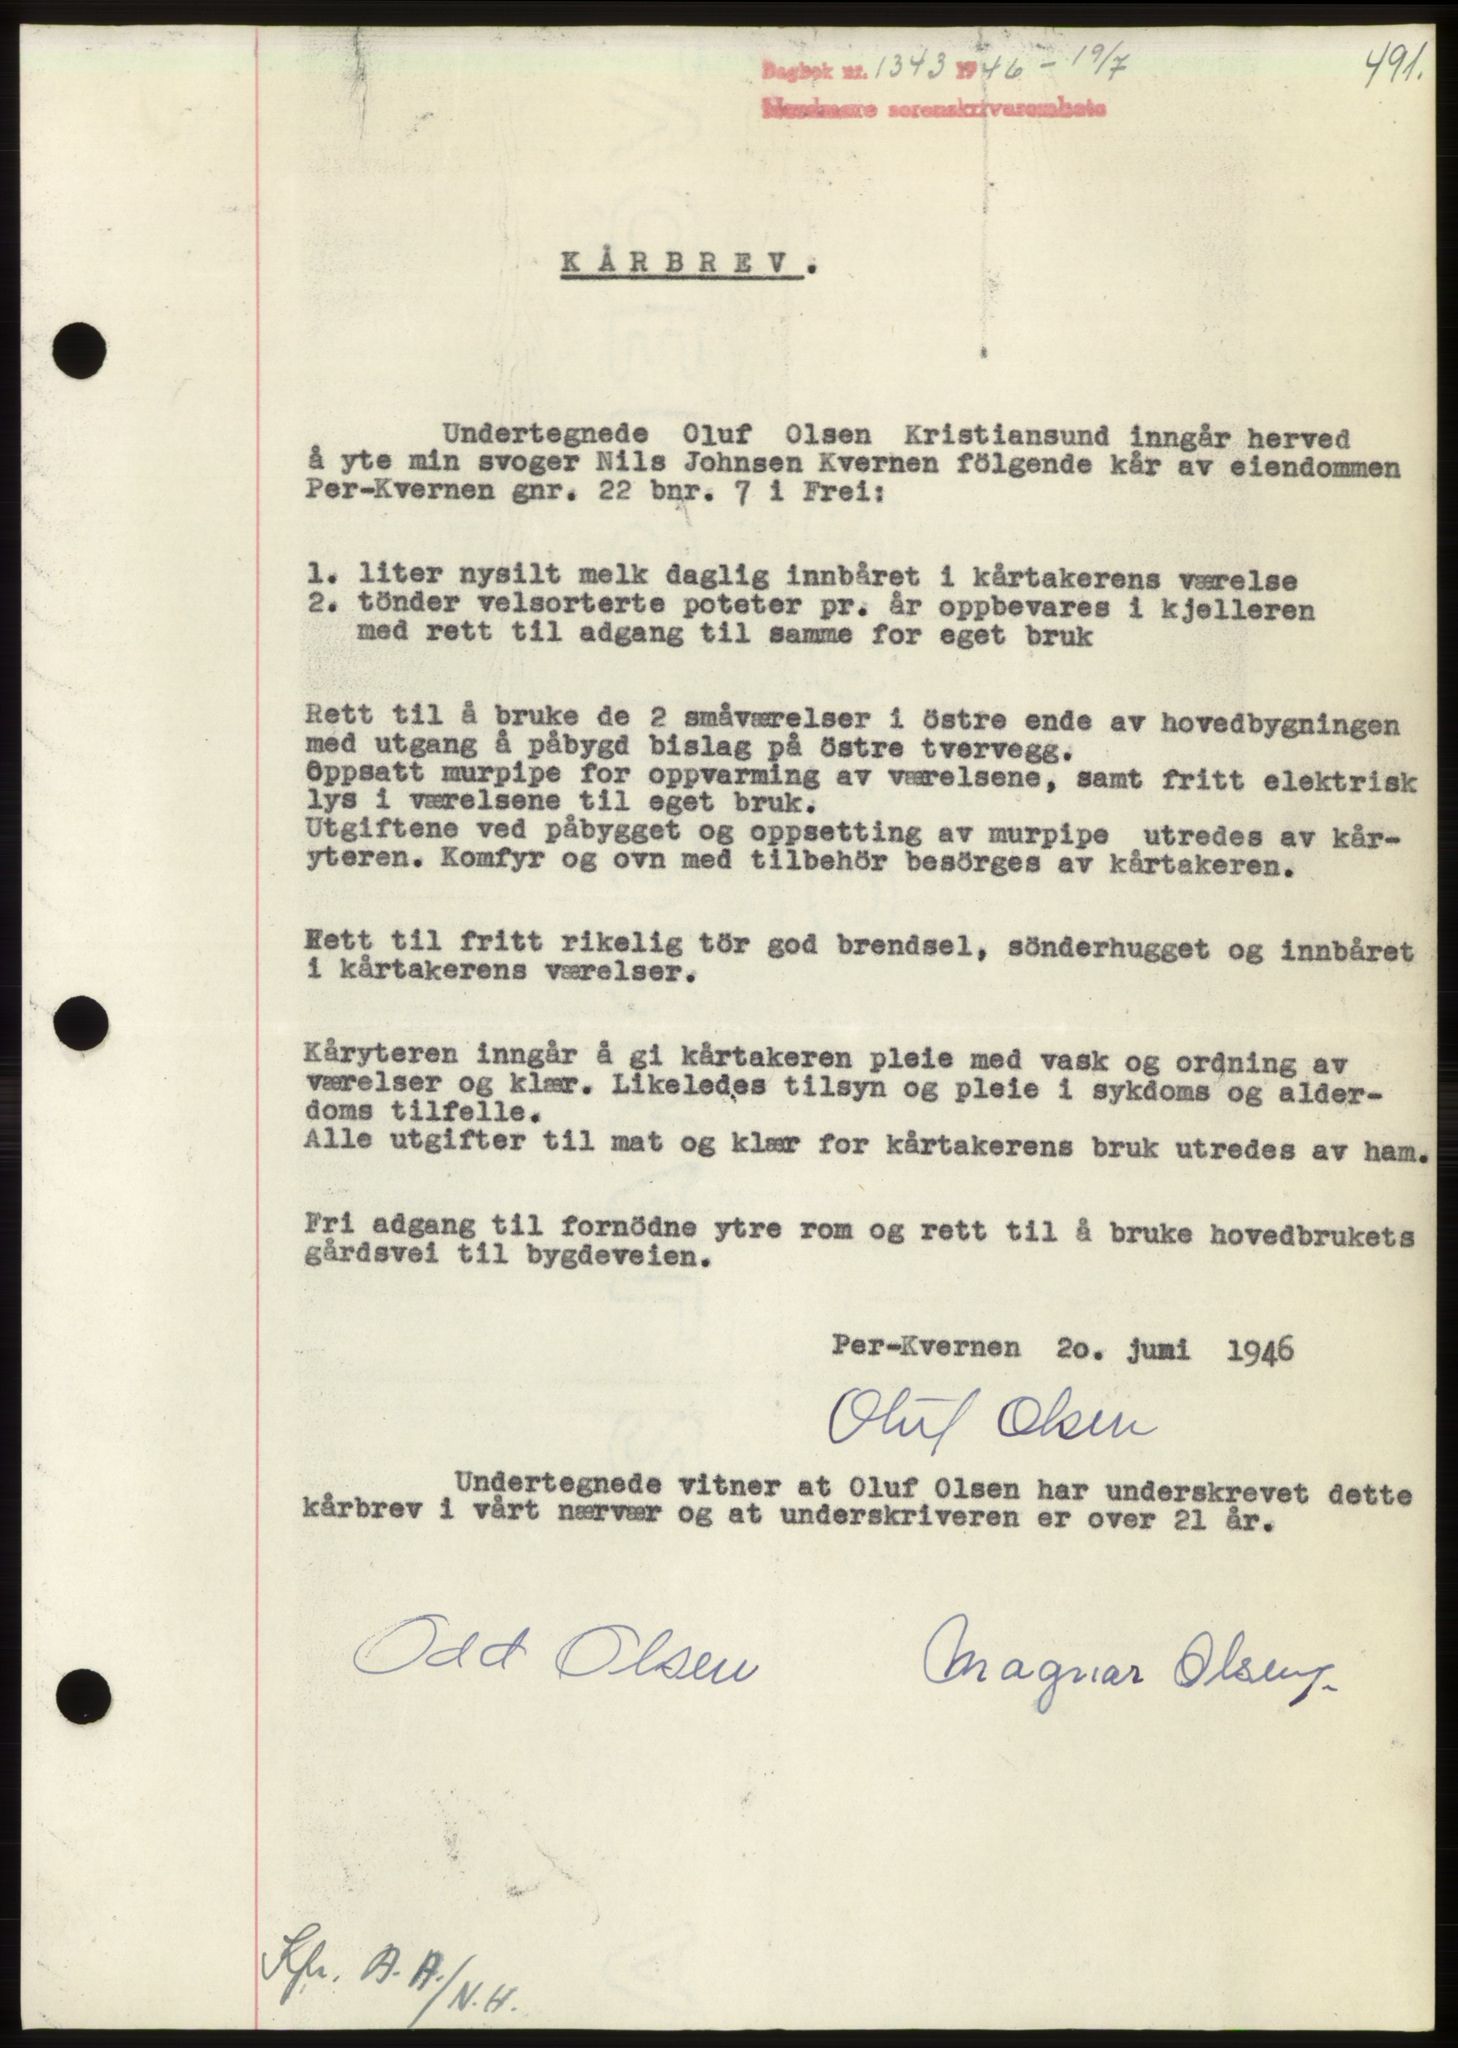 491.
Dagbok nr. 1343 1946 - 19/7
Nordmøre sorenskriverembete
KÅRBREV.
Undertegnede Oluf Olsen Kristiansund inngår herved
å yte min svoger Nils Johnsen Kvernen fölgende kår av eiendommen
Per-Kvernen gnr. 22 bnr. 7 i Frei:
1. liter nysilt melk daglig innbåret i kårtakerens værelse
2. tönder velsorterte poteter pr. år oppbevares i kjelleren
med rett til adgang til samme for eget bruk
Rett til å bruke de 2 småværelser i östre ende av hovedbygningen
med utgang å påbygd bislag på östre tvervegg.
Oppsatt murpipe for oppvarming av værelsene, samt fritt elektrisk
lys i værelsene til eget bruk.
Utgiftene ved påbygget og oppsetting av murpipe utredes av kår-
yteren. Komfyr og ovn med tilbehör besörges av kårtakeren.
Rett til fritt rikelig tör god brendsel, sönderhugget og innbåret
i kårtakerens værelser.
Kåryteren inngår å gi kårtakeren pleie med vask og ordning av
værelser og klær. Likeledes tilsyn og pleie i sykdoms og alder-
doms tilfelle.
Alle utgifter til mat og klær for kårtakerens bruk utredes av ham.
Fri adgang til fornödne ytre rom og rett til å bruke hovedbrukets
gårdsvei til bygdeveien.
Per-Kvernen 20. juni 1946
Oluf Olsen
Undertegnede vitner at Oluf Olsen har underskrevet dette
kårbrev i vårt nærvær og at underskriveren er over 21 år.
Odd Olsen Magnar Olsen.
Kfr. A.A./N.H.